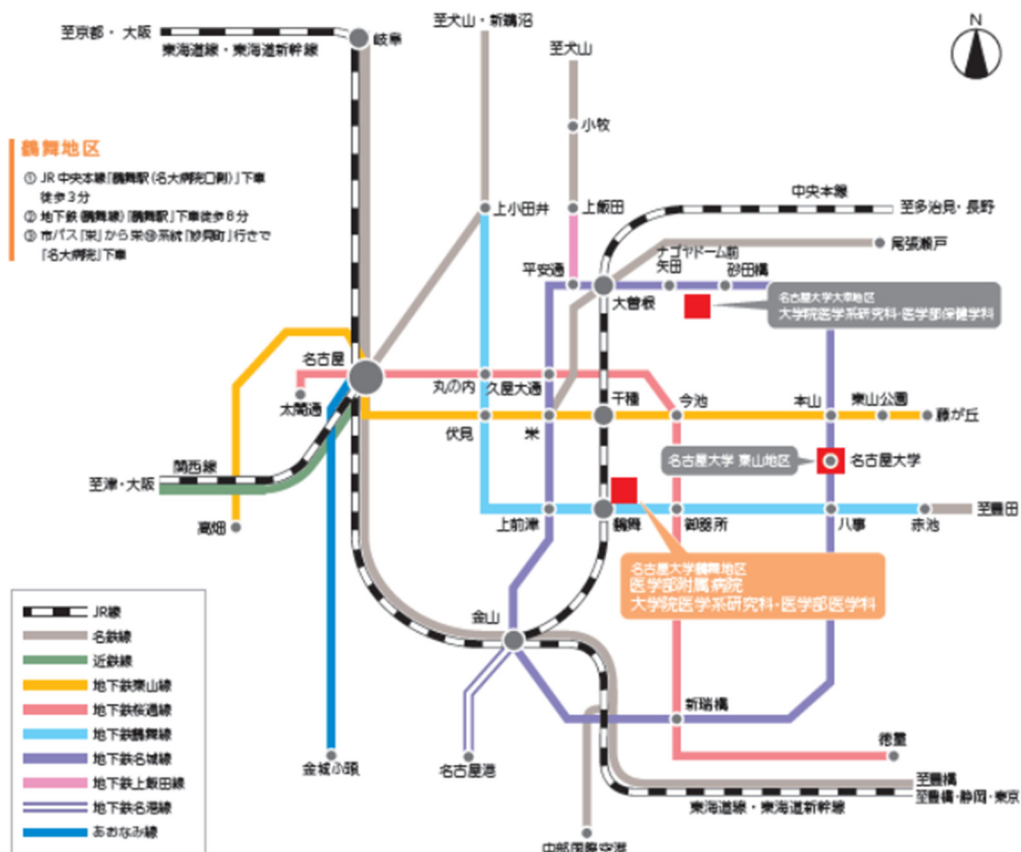 至京都・大阪
東海道線・東海道新幹線
岐阜
至犬山・新鵜沼
至犬山
N
小牧
鶴舞地区
① JR中央本線「鶴舞駅(名大病院口側)」下車
徒歩3分
② 地下鉄(鶴舞線)「鶴舞駅」下車徒歩8分
③ 市バス「栄」から栄⑱系統「妙見町」行きで
「名大病院」下車
上小田井
上飯田
中央本線
至多治見・長野
尾張瀬戸
平安通
大曽根
ナゴヤドーム前
矢田
砂田橋
名古屋大学大幸地区
大学院医学系研究科・医学部保健学科
名古屋
太閤通
丸の内
久屋大通
伏見
栄
千種
今池
本山
東山公園
藤が丘
名古屋大学 東山地区
名古屋大学
関西線
至津・大阪
高畑
上前津
鶴舞
御器所
八事
赤池
至豊田
名古屋大学鶴舞地区
医学部附属病院
大学院医学系研究科・医学部医学科
金山
新瑞橋
徳重
金城ふ頭
名古屋港
中部国際空港
至豊橋
至豊橋・静岡・東京
東海道線・東海道新幹線
JR線
名鉄線
近鉄線
地下鉄東山線
地下鉄桜通線
地下鉄鶴舞線
地下鉄名城線
地下鉄上飯田線
地下鉄名港線
あおなみ線